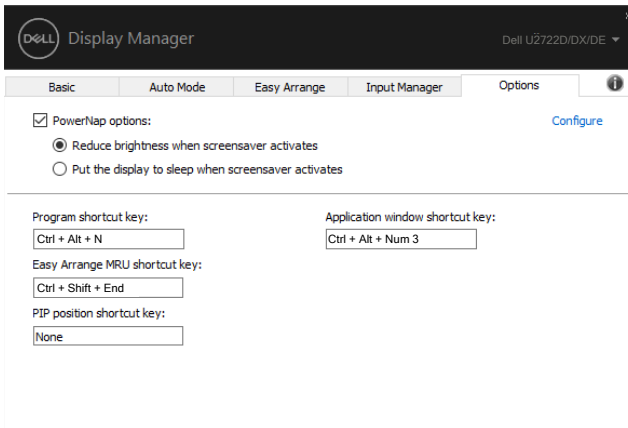 DELL Display Manager
Dell UŽ722D/DX/DE
Basic Auto Mode Easy Arrange Input Manager Options
PowerNap options: Configure
Reduce brightness when screensaver activates
Put the display to sleep when screensaver activates
Program shortcut key: Application window shortcut key:
Ctrl + Alt + N Ctrl + Alt + Num 3
Easy Arrange MRU shortcut key:
Ctrl + Shift + End
PIP position shortcut key:
None